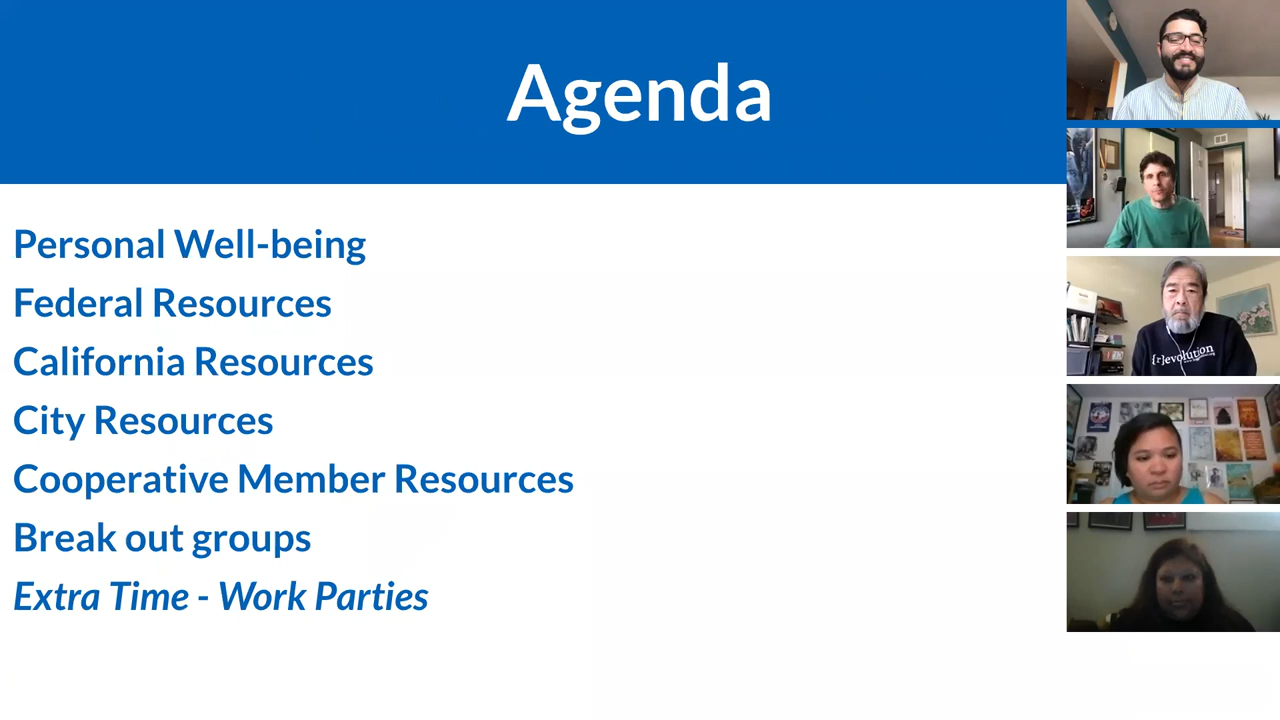 Agenda
Personal Well-being
Federal Resources
California Resources
City Resources
Cooperative Member Resources
Break out groups
Extra Time - Work Parties
{r}evolution